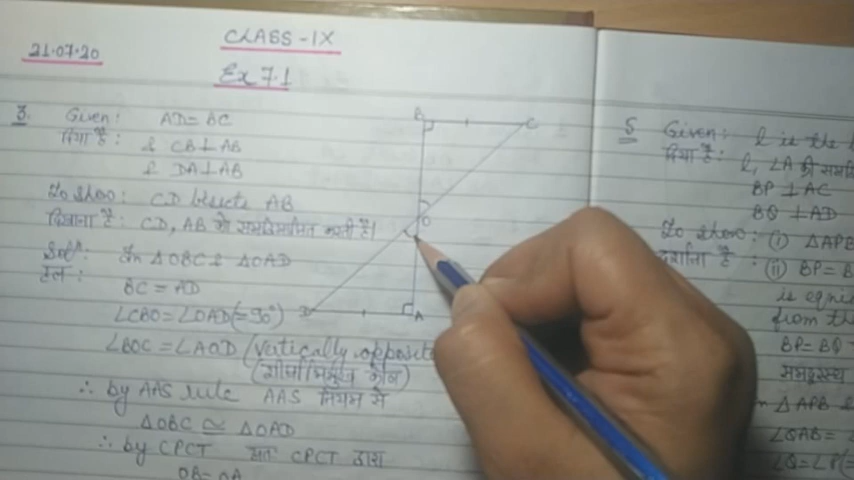 21.07.20
CLASS-IX
Ex 7.1
3. Given: AD=BC
दिया है:
& CB⊥AB
& DA⊥AB
To show: CD bisects AB
दिखाना है: CD, AB को समद्विभाजित करती है।
Solⁿ: In ΔOBC & ΔOAD
हल:
BC = AD
∠CBO=∠OAD(=90°)
∠BOC=∠AOD (vertically opposite
(शीर्षाभिमुख कोण)
∴ by AAS rule AAS नियम से
ΔOBC ≅ ΔOAD
∴ by CPCT अतः CPCT द्वारा
OB=OA
B
C
O
D
A
5 Given: l is the
दिया है: l, ∠A की
BP ⊥AC
BQ ⊥AD
To show: (i) ΔAPB
दर्शाना है: (ii) BP=B
is equi
from the
BP=BQ
ΔAPB
∠QAB=
∠Q=∠P(=